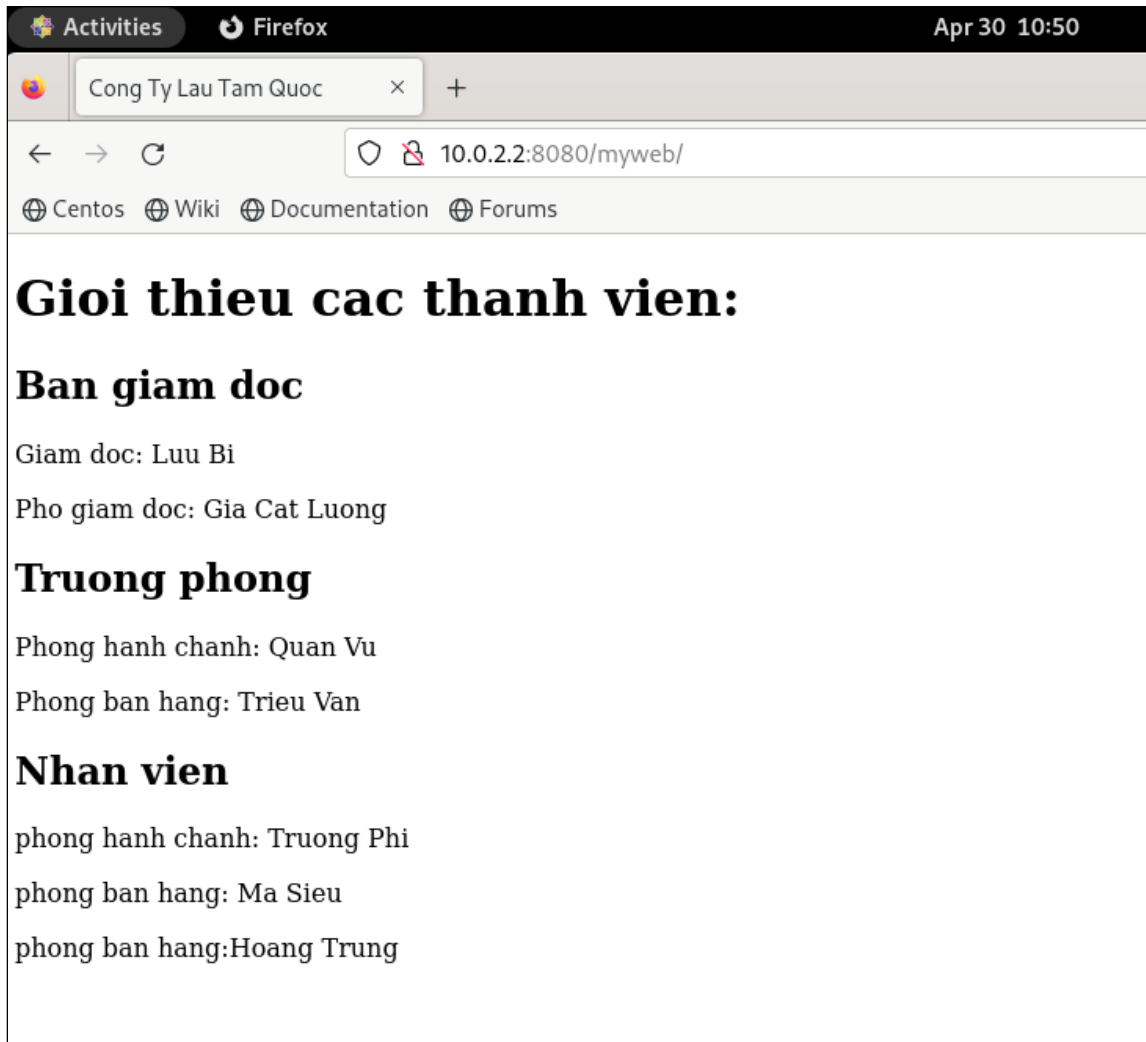 Activities Firefox Apr 30 10:50
Cong Ty Lau Tam Quoc
10.0.2.2:8080/myweb/
Centos Wiki Documentation Forums
Gioi thieu cac thanh vien:
Ban giam doc
Giam doc: Luu Bi
Pho giam doc: Gia Cat Luong
Truong phong
Phong hanh chanh: Quan Vu
Phong ban hang: Trieu Van
Nhan vien
phong hanh chanh: Truong Phi
phong ban hang: Ma Sieu
phong ban hang:Hoang Trung